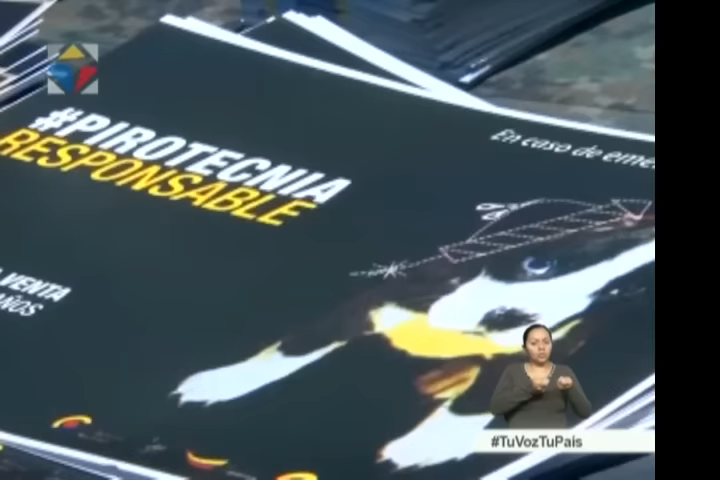 #PIROTECNIA
RESPONSABLE
En caso de eme
VENTA
AÑOS
#TuVozTuPaís